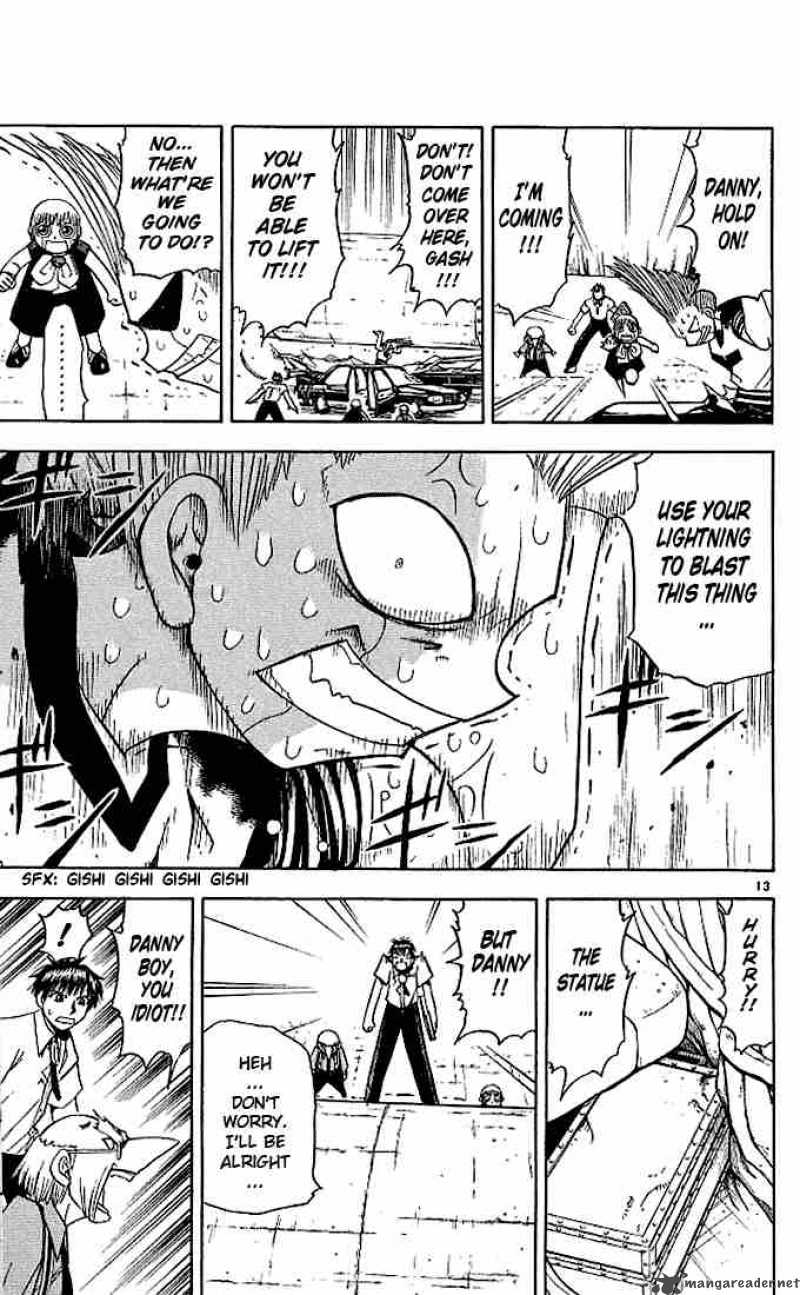 DANNY,
HOLD
ON!
I'M
COMING
!!!
DON'T!
DON'T
COME
OVER
HERE,
GASH
!!!
YOU
WON'T
BE
ABLE
TO LIFT
IT!!!
NO...
THEN
WHAT'RE
WE
GOING
TO DO!?
......
USE YOUR
LIGHTNING
TO BLAST
THIS THING
...
SFX: GISHI GISHI GISHI GISHI
13
HURRY!!
THE
STATUE
...
BUT
DANNY
!!
HEH
...
DON'T
WORRY.
I'LL BE
ALRIGHT
...
DANNY
BOY,
YOU
IDIOT!!
!
mangareader.net